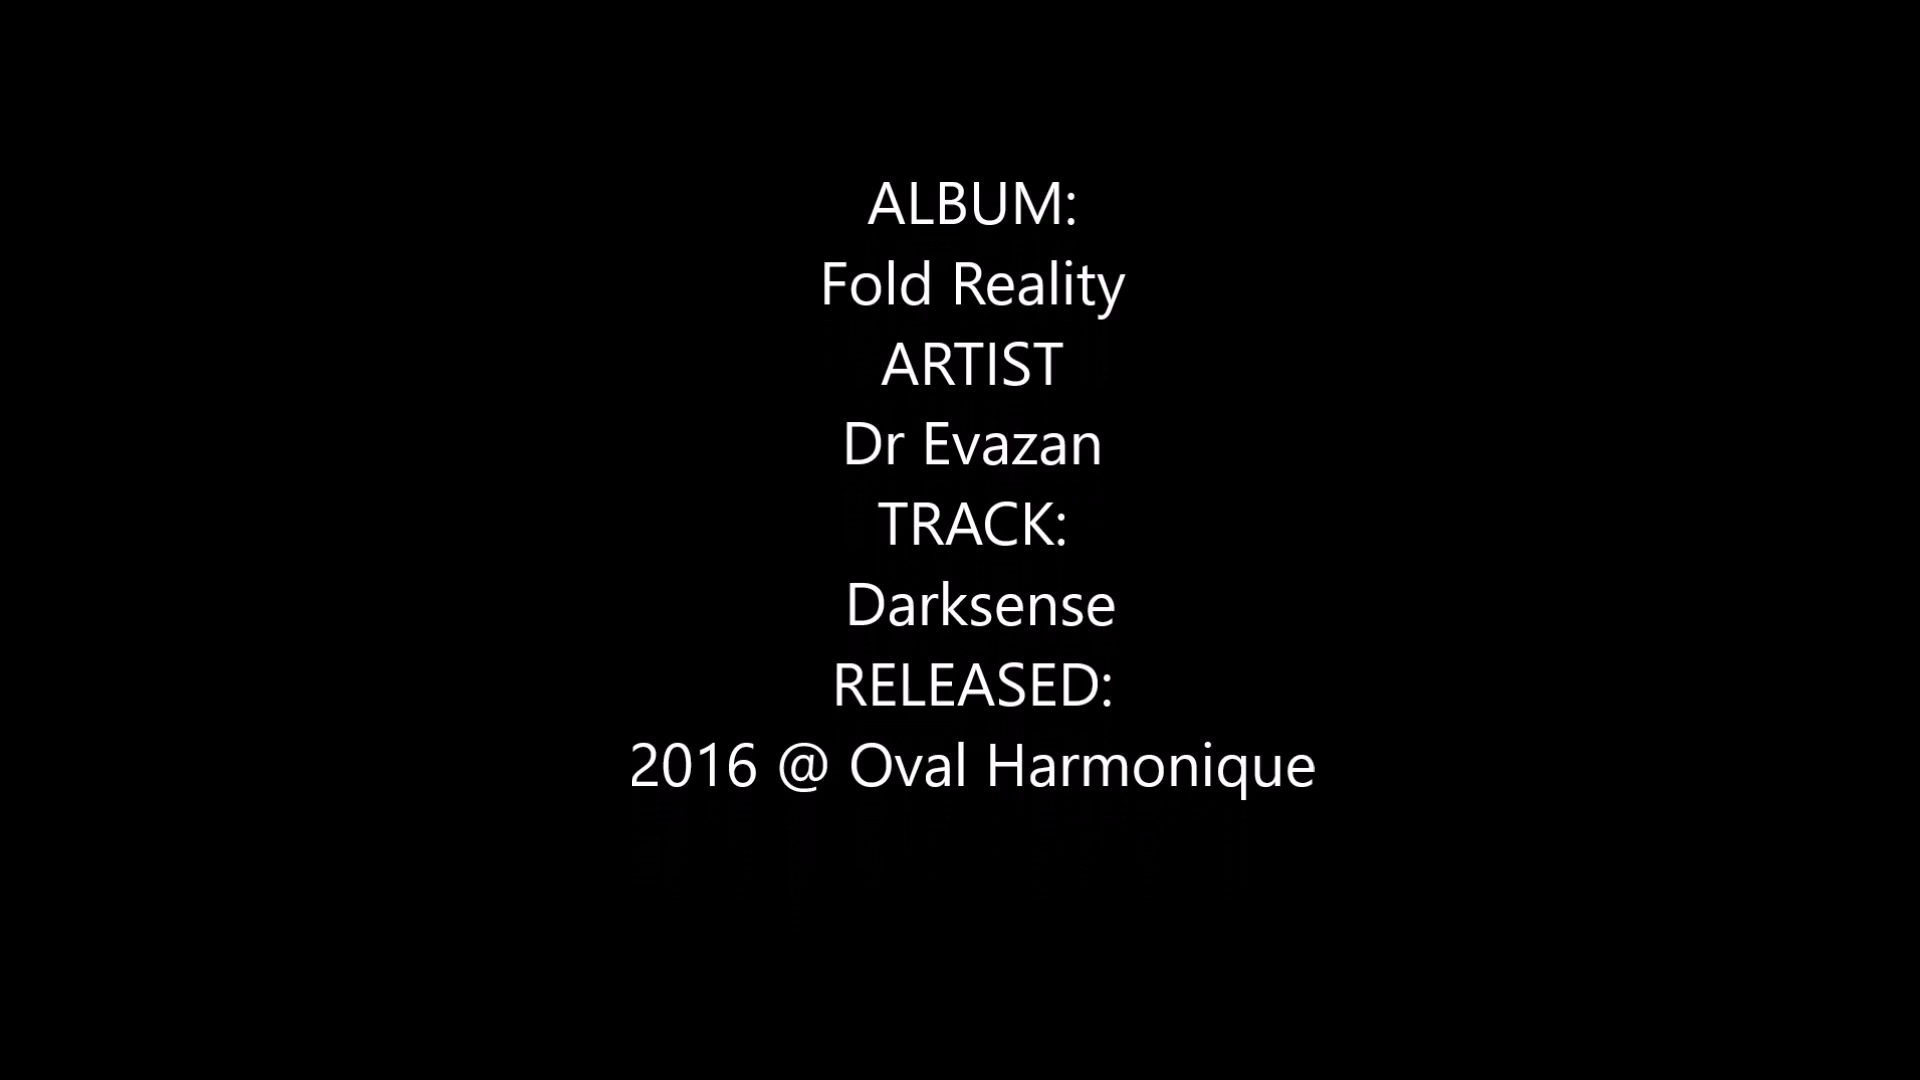 ALBUM:
Fold Reality
ARTIST
Dr Evazan
TRACK:
Darksense
RELEASED:
2016 @ Oval Harmonique